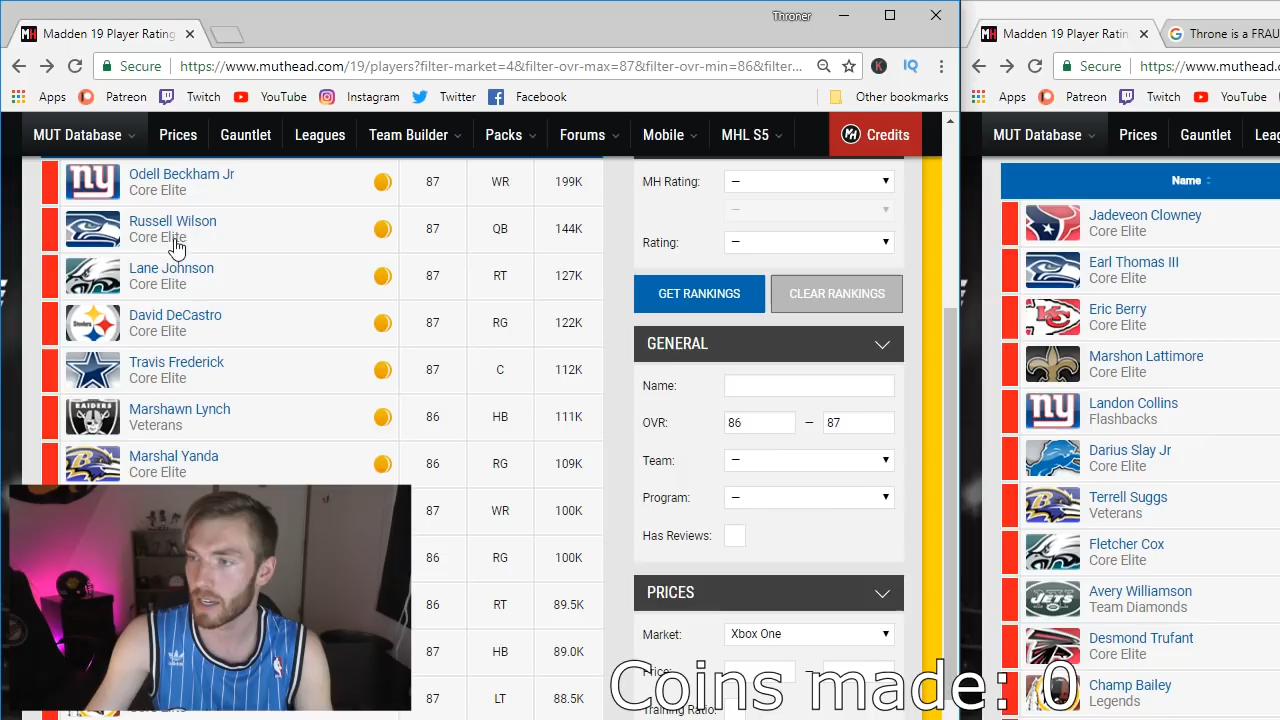 Throner
Madden 19 Player Rating
Secure https://www.muthead.com/19/players?filter-market=4&filter-ovr-max=87&filter-ovr-min=86&filter...
Apps Patreon Twitch YouTube Instagram Twitter Facebook Other bookmarks
MUT Database Prices Gauntlet Leagues Team Builder Packs Forums Mobile MHL S5 Credits
Odell Beckham Jr 87 WR 199K
Core Elite
Russell Wilson 87 QB 144K
Core Elite
Lane Johnson 87 RT 127K
Core Elite
David DeCastro 87 RG 122K
Core Elite
Travis Frederick 87 C 112K
Core Elite
Marshawn Lynch 86 HB 111K
Veterans
Marshal Yanda 86 RG 109K
Core Elite
87 WR 100K
86 RG 100K
86 RT 89.5K
87 HB 89.0K
87 LT 88.5K
MH Rating: –
–
Rating: –
GET RANKINGS CLEAR RANKINGS
GENERAL
Name:
OVR: 86 – 87
Team: –
Program: –
Has Reviews:
PRICES
Market: Xbox One
Price: –
Training Ratio:
Madden 19 Player Ratin
Throne is a FRAU
Secure https://www.muthead.
Apps Patreon Twitch YouTube
MUT Database Prices Gauntlet Lea
Name
Jadeveon Clowney
Core Elite
Earl Thomas III
Core Elite
Eric Berry
Core Elite
Marshon Lattimore
Core Elite
Landon Collins
Flashbacks
Darius Slay Jr
Core Elite
Terrell Suggs
Veterans
Fletcher Cox
Core Elite
Avery Williamson
Team Diamonds
Desmond Trufant
Core Elite
Champ Bailey
Legends
Coins made: 0